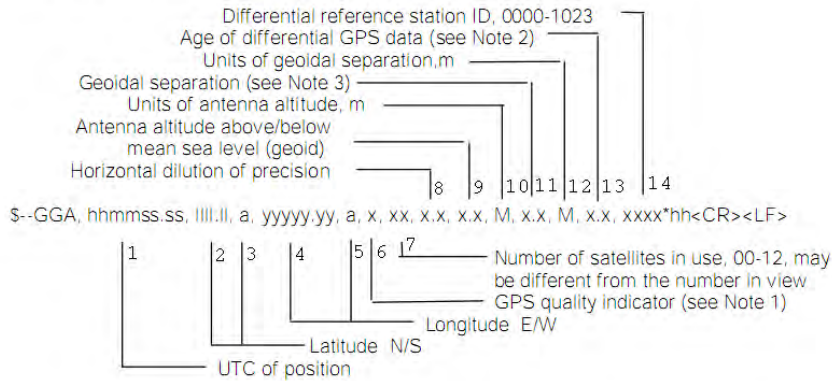 Differential reference station ID, 0000-1023
Age of differential GPS data (see Note 2)
Units of geoidal separation,m
Geoidal separation (see Note 3)
Units of antenna altitude, m
Antenna altitude above/below
mean sea level (geoid)
Horizontal dilution of precision
8 9 10 11 12 13 14
$--GGA, hhmmss.ss, llll.ll, a, yyyyy.yy, a, x, xx, x.x, x.x, M, x.x, M, x.x, xxxx*hh<CR><LF>
1 2 3 4 5 6 7
Number of satellites in use, 00-12, may
be different from the number in view
GPS quality indicator (see Note 1)
Longitude E/W
Latitude N/S
UTC of position